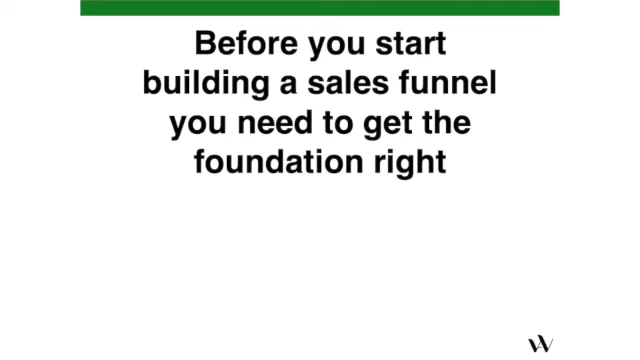 Before you start
building a sales funnel
you need to get the
foundation right